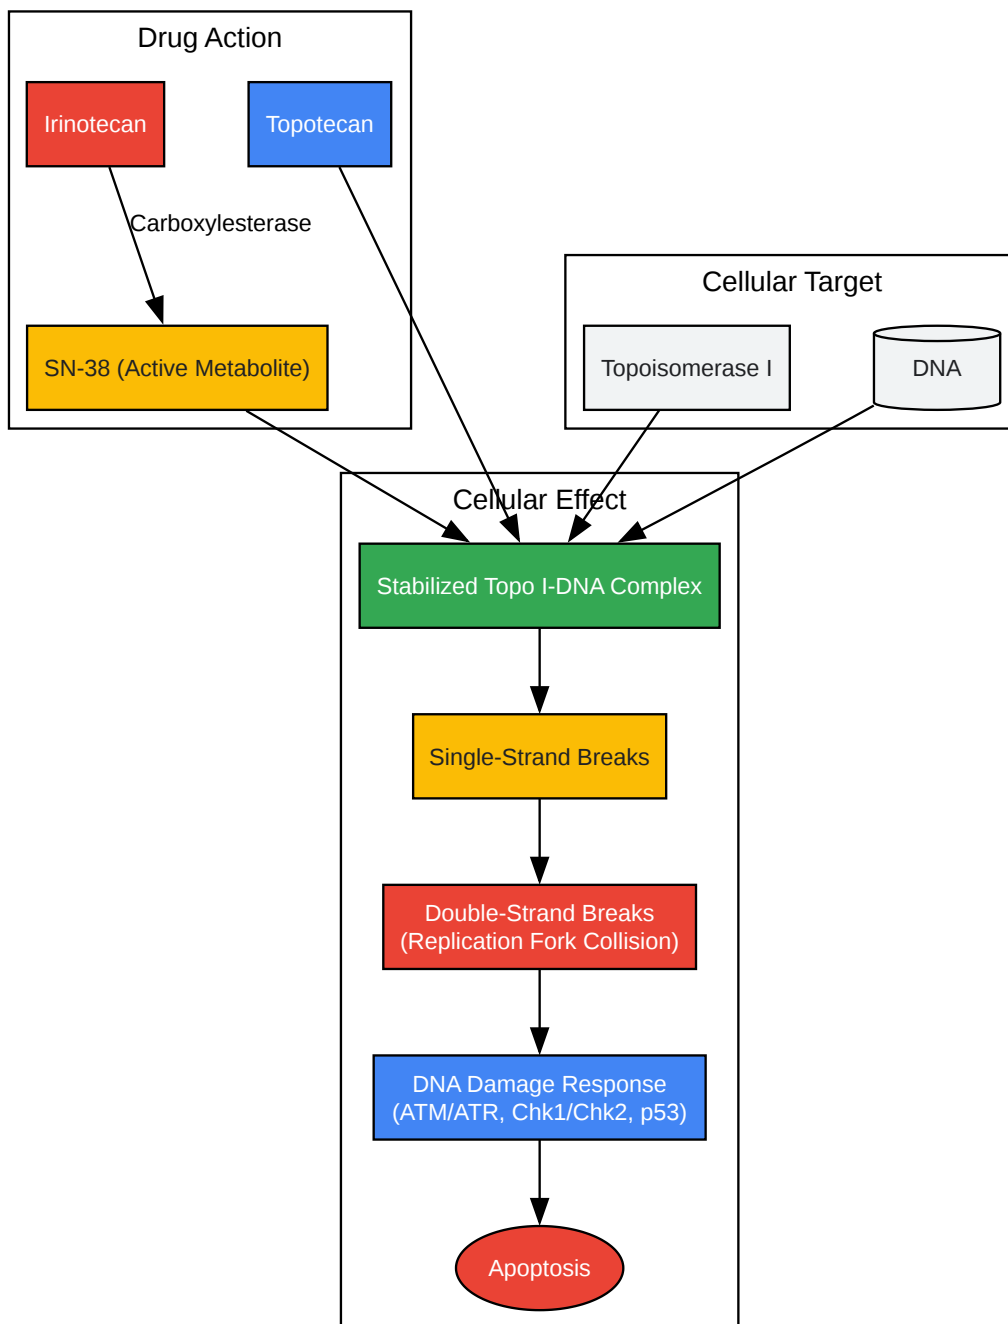 Drug Action
Irinotecan
Topotecan
Carboxylesterase
SN-38 (Active Metabolite)
Cellular Target
Topoisomerase I
DNA
Cellular Effect
Stabilized Topo I-DNA Complex
Single-Strand Breaks
Double-Strand Breaks
(Replication Fork Collision)
DNA Damage Response
(ATM/ATR, Chk1/Chk2, p53)
Apoptosis